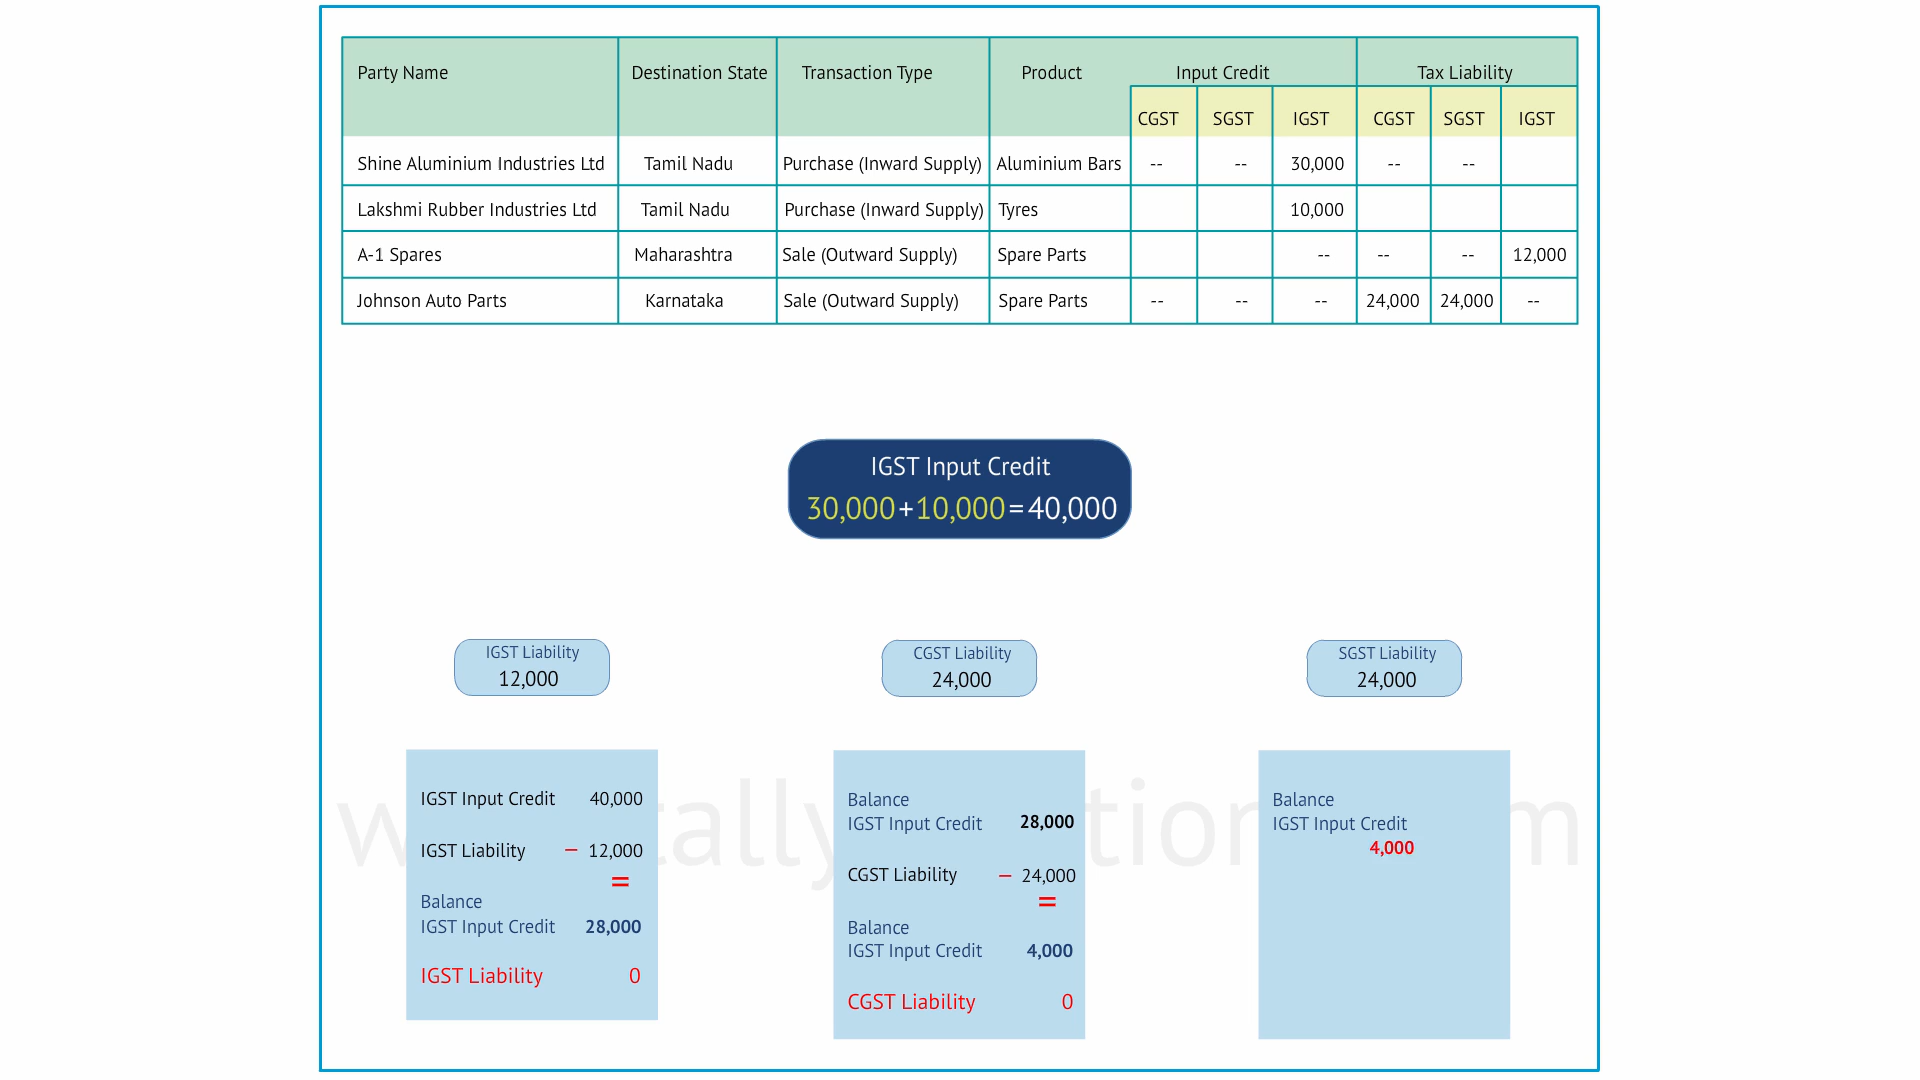 Party Name Destination State Transaction Type Product Input Credit Tax Liability
CGST SGST IGST CGST SGST IGST
Shine Aluminium Industries Ltd Tamil Nadu Purchase (Inward Supply) Aluminium Bars -- -- 30,000 -- --
Lakshmi Rubber Industries Ltd Tamil Nadu Purchase (Inward Supply) Tyres 10,000
A-1 Spares Maharashtra Sale (Outward Supply) Spare Parts -- -- -- 12,000
Johnson Auto Parts Karnataka Sale (Outward Supply) Spare Parts -- -- -- 24,000 24,000 --
IGST Input Credit
30,000+10,000=40,000
IGST Liability
12,000
CGST Liability
24,000
SGST Liability
24,000
IGST Input Credit 40,000
IGST Liability – 12,000
=
Balance
IGST Input Credit 28,000
IGST Liability 0
Balance
IGST Input Credit 28,000
CGST Liability – 24,000
=
Balance
IGST Input Credit 4,000
CGST Liability 0
Balance
IGST Input Credit
4,000